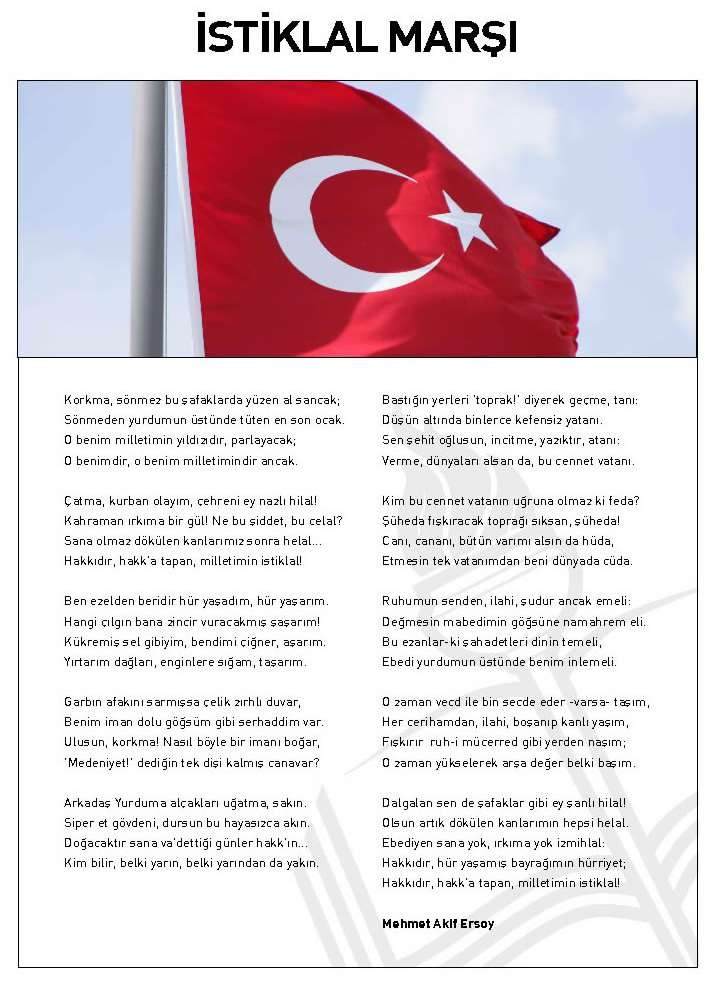 İSTİKLAL MARŞI
Korkma, sönmez bu şafaklarda yüzen al sancak;
Sönmeden yurdumun üstünde tüten en son ocak.
O benim milletimin yıldızıdır, parlayacak;
O benimdir, o benim milletimindir ancak.
Çatma, kurban olayım, çehreni ey nazlı hilal!
Kahraman ırkıma bir gül! Ne bu şiddet, bu celal?
Sana olmaz dökülen kanlarımız sonra helal...
Hakkıdır, hakk'a tapan, milletimin istiklal!
Ben ezelden beridir hür yaşadım, hür yaşarım.
Hangi çılgın bana zincir vuracakmış şaşarım!
Kükremiş sel gibiyim, bendimi çiğner, aşarım.
Yırtarım dağları, enginlere sığam, taşarım.
Garbın afakını sarmışsa çelik zırhlı duvar,
Benim iman dolu göğsüm gibi serhaddim var.
Ulusun, korkma! Nasıl böyle bir imanı boğar,
'Medeniyet!' dediğin tek dişi kalmış canavar?
Arkadaş Yurduma alçakları uğatma, sakın.
Siper et gövdeni, dursun bu hayasızca akın.
Doğacaktır sana va'dettiği günler hakk'ın...
Kim bilir, belki yarın, belki yarından da yakın.
Bastığın yerleri 'toprak!' diyerek geçme, tanı:
Düşün altında binlerce kefensiz yatanı.
Sen şehit oğlusun, incitme, yazıktır, atanı:
Verme, dünyaları alsan da, bu cennet vatanı.
Kim bu cennet vatanın uğruna olmaz ki feda?
Şüheda fışkıracak toprağı sıksan, şüheda!
Canı, cananı, bütün varımı alsın da hüda,
Etmesin tek vatanımdan beni dünyada cüda.
Ruhumun senden, ilahi, şudur ancak emeli:
Değmesin mabedimin göğsüne namahrem eli.
Bu ezanlar-ki şahadetleri dinin temeli,
Ebedi yurdumun üstünde benim inlemeli.
O zaman vecd ile bin secde eder -varsa- taşım,
Her cerihamdan, ilahi, boşanıp kanlı yaşım,
Fışkırır ruh-i mücerred gibi yerden naşım;
O zaman yükselerek arşa değer belki başım.
Dalgalan sen de şafaklar gibi ey şanlı hilal!
Olsun artık dökülen kanlarımın hepsi helal.
Ebediyen sana yok, ırkıma yok izmihlal:
Hakkıdır, hür yaşamış bayrağımın hürriyet;
Hakkıdır, hakk'a tapan, milletimin istiklal!
Mehmet Akif Ersoy